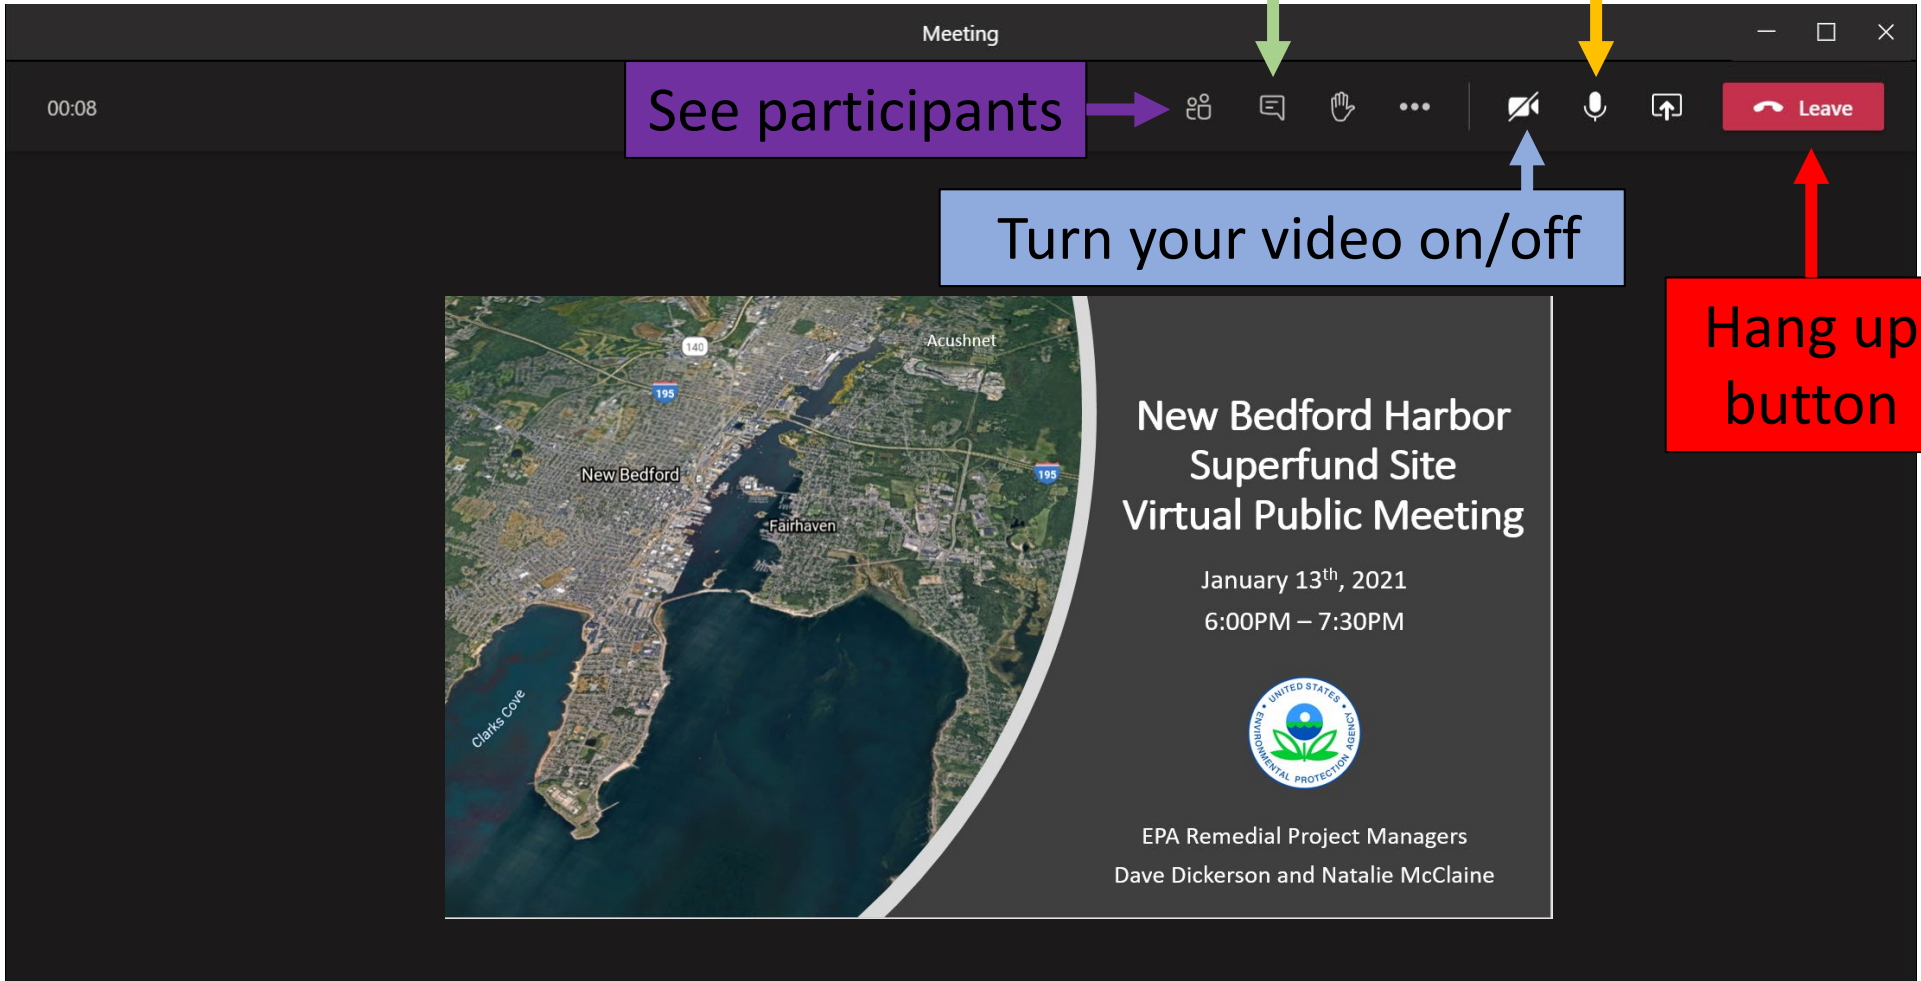 Meeting
00:08
See participants
Leave
Turn your video on/off
Hang up
button
140
Acushnet
195
New Bedford
195
Fairhaven
Clarks Cove
New Bedford Harbor
Superfund Site
Virtual Public Meeting
January 13th, 2021
6:00PM – 7:30PM
UNITED STATES
ENVIRONMENTAL PROTECTION AGENCY
EPA Remedial Project Managers
Dave Dickerson and Natalie McClaine